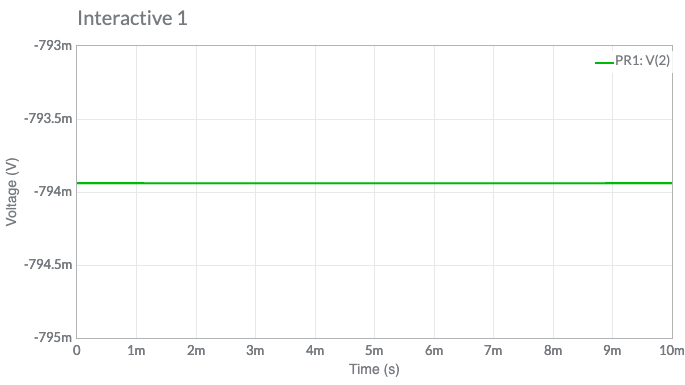 Interactive 1
-793m
PR1: V(2)
-793.5m
Voltage (V)
-794m
-794.5m
-795m
0 1m 2m 3m 4m 5m 6m 7m 8m 9m 10m
Time (s)